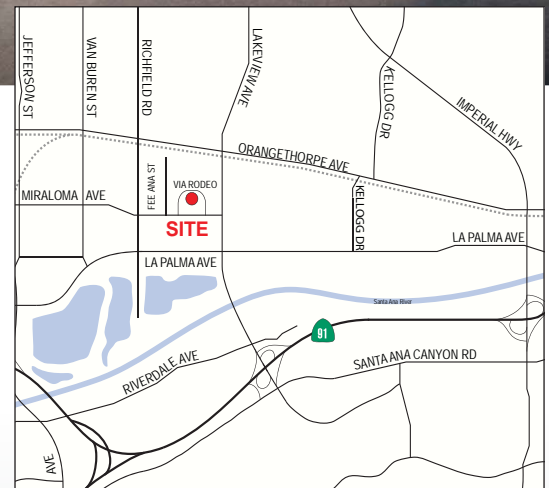 JEFFERSON ST
VAN BUREN ST
RICHFIELD RD
LAKEVIEW AVE
KELLOGG DR
IMPERIAL HWY
ORANGETHORPE AVE
FEE ANA ST
VIA RODEO
MIRALOMA AVE
KELLOGG DR
SITE
LA PALMA AVE
LA PALMA AVE
Santa Ana River
91
RIVERDALE AVE
SANTA ANA CANYON RD
AVE